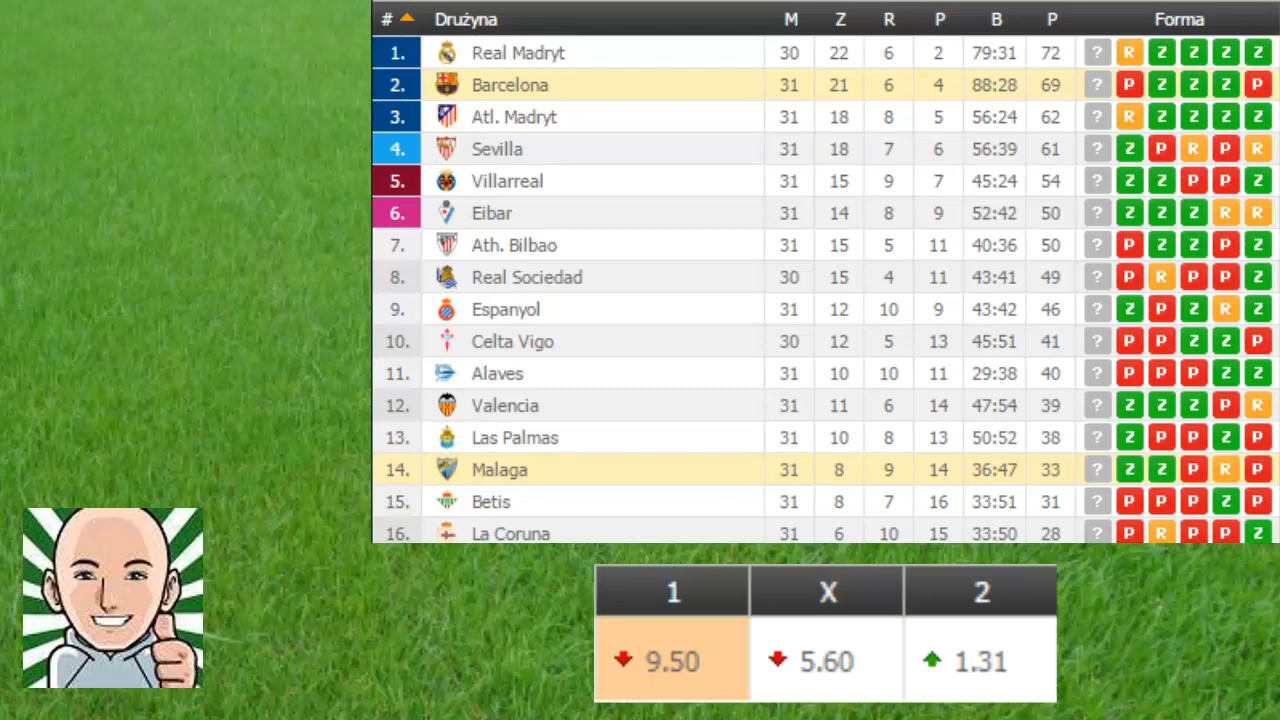 # Drużyna M Z R P B P Forma
1. Real Madryt 30 22 6 2 79:31 72 ? R Z Z Z Z
2. Barcelona 31 21 6 4 88:28 69 ? P Z Z Z P
3. Atl. Madryt 31 18 8 5 56:24 62 ? R Z Z Z Z
4. Sevilla 31 18 7 6 56:39 61 ? Z P R P R
5. Villarreal 31 15 9 7 45:24 54 ? Z Z P P Z
6. Eibar 31 14 8 9 52:42 50 ? Z Z Z R R
7. Ath. Bilbao 31 15 5 11 40:36 50 ? P Z Z P Z
8. Real Sociedad 30 15 4 11 43:41 49 ? P R P P Z
9. Espanyol 31 12 10 9 43:42 46 ? Z P Z R Z
10. Celta Vigo 30 12 5 13 45:51 41 ? P P Z Z P
11. Alaves 31 10 10 11 29:38 40 ? P P P Z Z
12. Valencia 31 11 6 14 47:54 39 ? Z Z Z P R
13. Las Palmas 31 10 8 13 50:52 38 ? Z P P Z P
14. Malaga 31 8 9 14 36:47 33 ? Z Z P R P
15. Betis 31 8 7 16 33:51 31 ? P P P Z P
16. La Coruna 31 6 10 15 33:50 28 ? P R P P Z
1 X 2
9.50 5.60 1.31